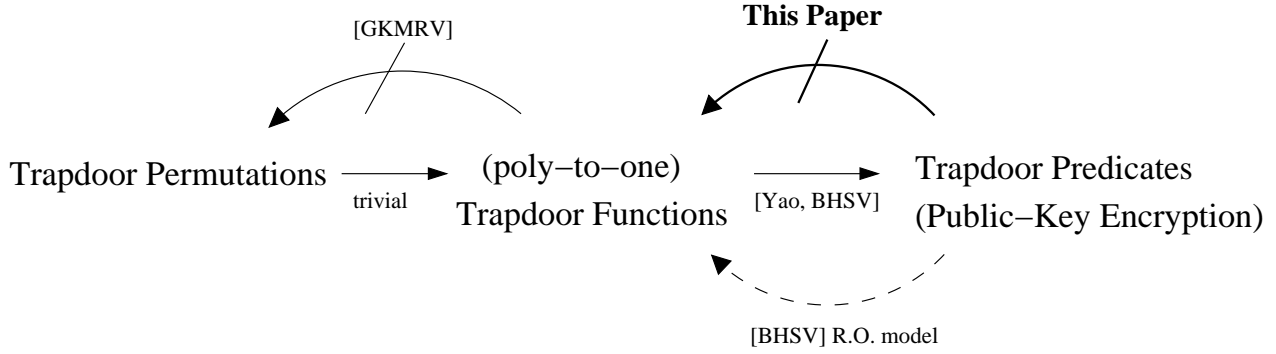 This Paper
[GKMRV]
Trapdoor Permutations
trivial
(poly−to−one)
Trapdoor Functions
[Yao, BHSV]
Trapdoor Predicates
(Public−Key Encryption)
[BHSV] R.O. model